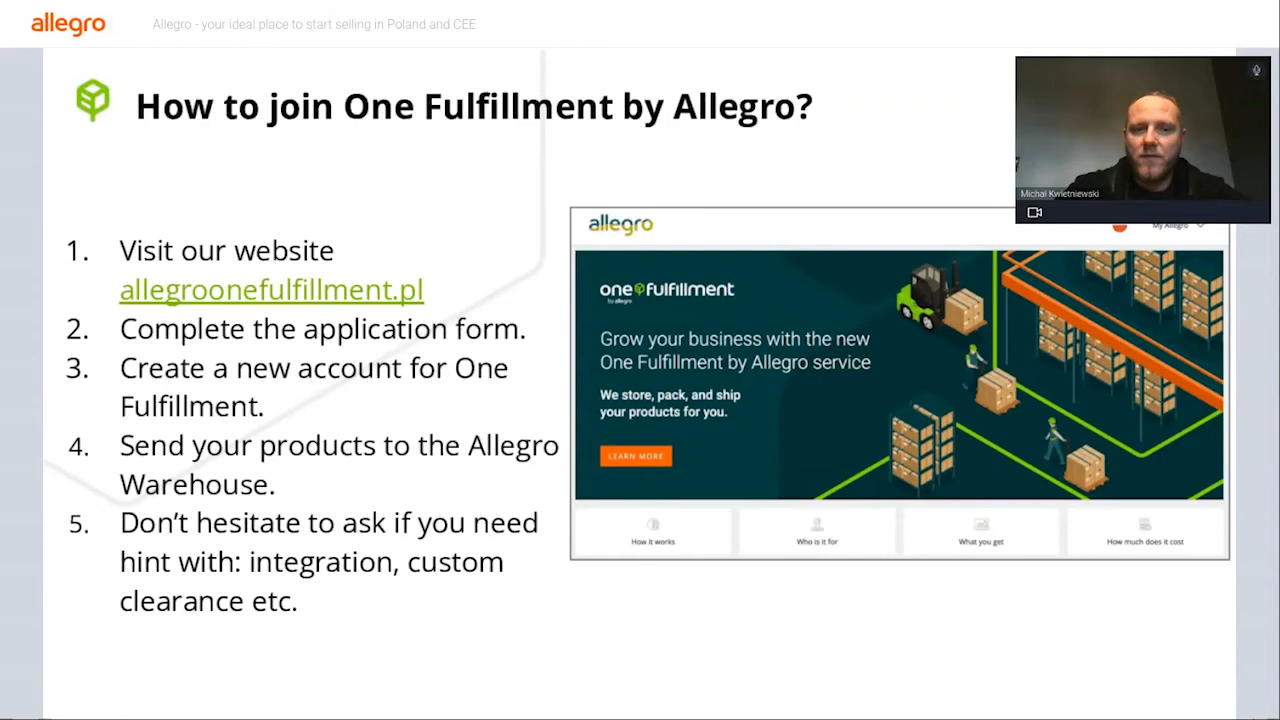 allegro
Allegro - your ideal place to start selling in Poland and CEE
How to join One Fulfillment by Allegro?
Michał Kwietniewski
1. Visit our website
allegroonefulfillment.pl
2. Complete the application form.
3. Create a new account for One
Fulfillment.
4. Send your products to the Allegro
Warehouse.
5. Don’t hesitate to ask if you need
hint with: integration, custom
clearance etc.
allegro
My Allegro
one fulfillment
by allegro
Grow your business with the new
One Fulfillment by Allegro service
We store, pack, and ship
your products for you.
LEARN MORE
How it works
Who is it for
What you get
How much does it cost